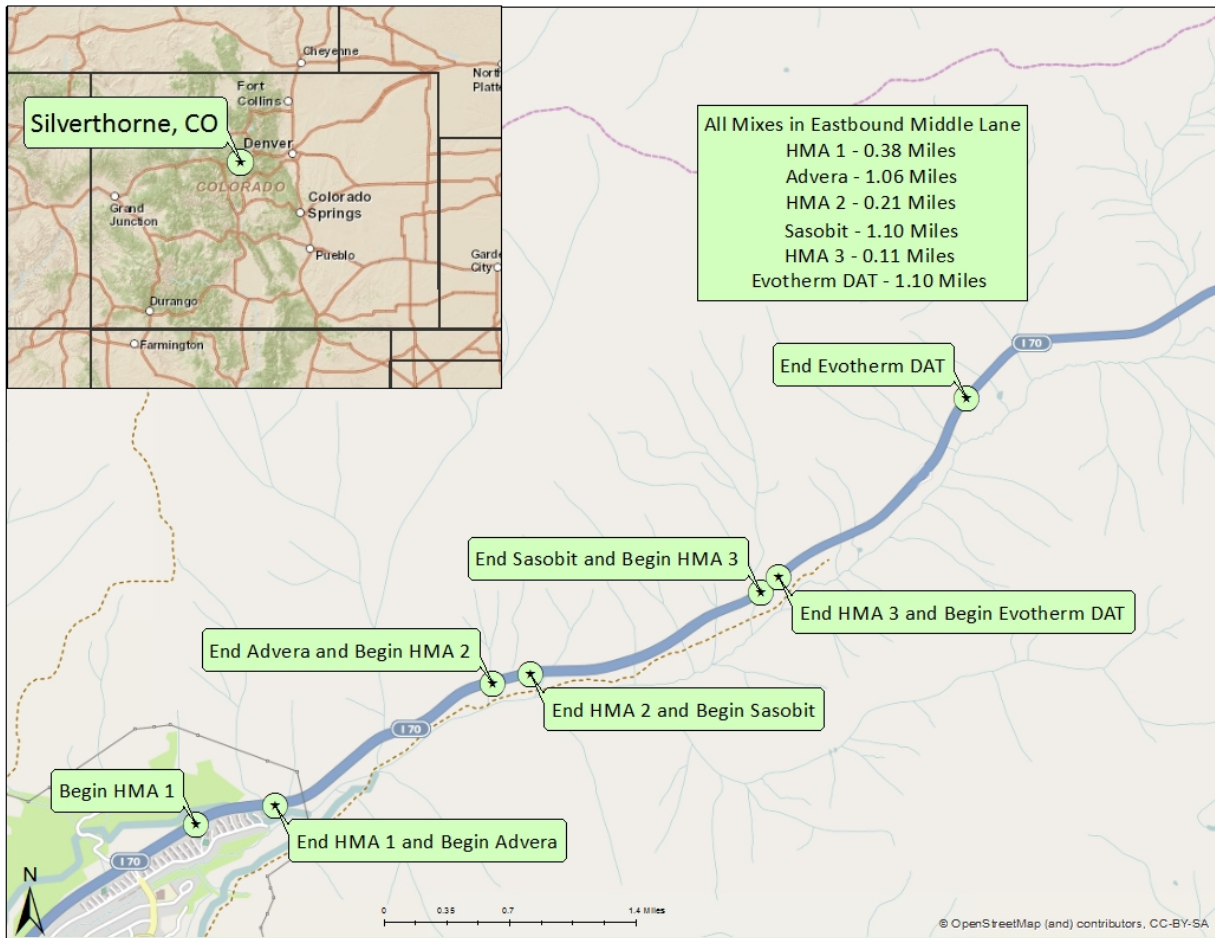 Cheyenne
North
Platte
Fort
Collins
Silverthorne, CO
Denver
COLORADO
Grand
Junction
Colorado
Springs
Pueblo
Garde
City
Durango
Farmington
All Mixes in Eastbound Middle Lane
HMA 1 - 0.38 Miles
Advera - 1.06 Miles
HMA 2 - 0.21 Miles
Sasobit - 1.10 Miles
HMA 3 - 0.11 Miles
Evotherm DAT - 1.10 Miles
I 70
End Evotherm DAT
End Sasobit and Begin HMA 3
End HMA 3 and Begin Evotherm DAT
End Advera and Begin HMA 2
End HMA 2 and Begin Sasobit
I 70
Begin HMA 1
End HMA 1 and Begin Advera
I 70
N
0 0.35 0.7 1.4 Miles
© OpenStreetMap (and) contributors, CC-BY-SA